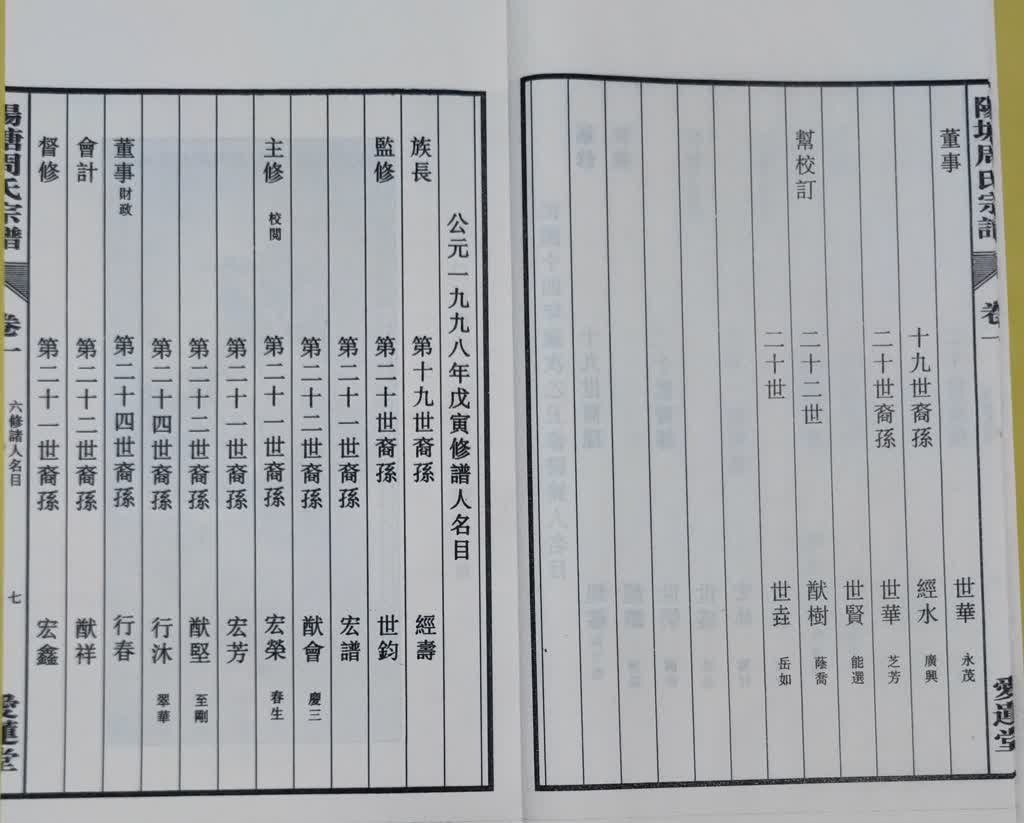 陽塘周氏宗譜 卷一 愛蓮堂
董事 世華 永茂
十九世裔孫 經水 廣興
二十世裔孫 世華 芝芳
世賢 能選
幫校訂 二十二世 猷樹 蔭喬
二十世 世垚 岳如
公元一九九八年戊寅修譜人名目
族長 第十九世裔孫 經壽
監修 第二十世裔孫 世鈞
第二十一世裔孫 宏譜
第二十二世裔孫 猷會 慶三
主修 校閲 第二十一世裔孫 宏榮 春生
第二十一世裔孫 宏芳
第二十二世裔孫 猷堅 至剛
第二十四世裔孫 行沐 翠華
董事 財政 第二十四世裔孫 行春
會計 第二十二世裔孫 猷祥
督修 第二十一世裔孫 宏鑫
陽塘周氏宗譜 卷一 六修諸人名目 七 愛蓮堂